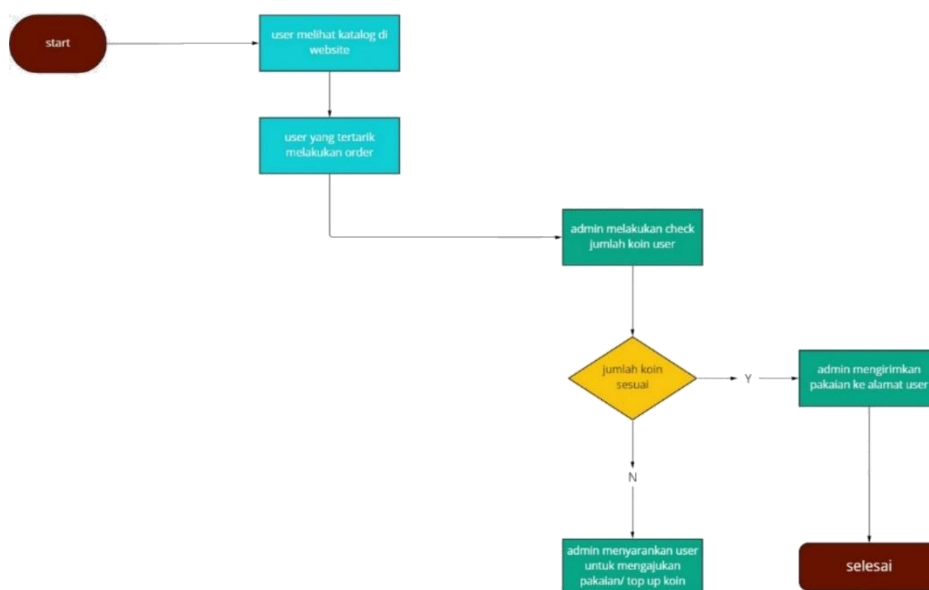 start
user melihat katalog di
website
user yang tertarik
melakukan order
admin melakukan check
jumlah koin user
jumlah koin
sesuai
Y
admin mengirimkan
pakaian ke alamat user
N
admin menyarankan user
untuk mengajukan
pakaian/ top up koin
selesai